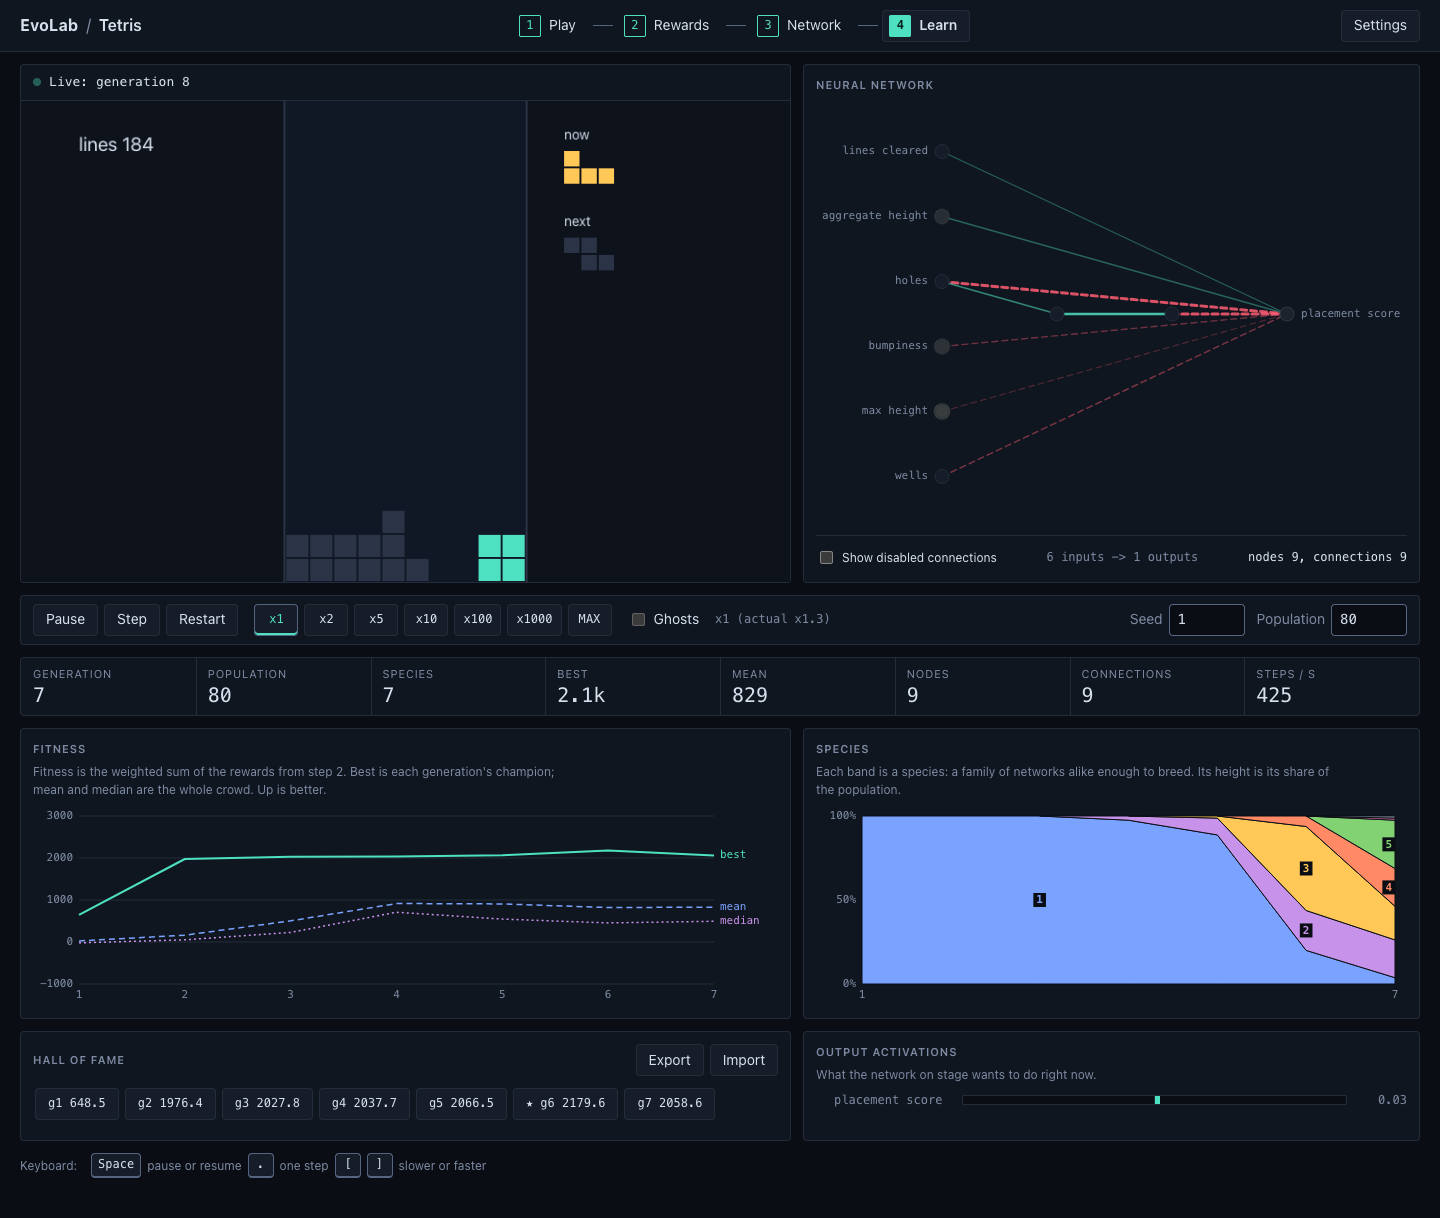 EvoLab / Tetris
1 Play
2 Rewards
3 Network
4 Learn
Settings
Live: generation 8
lines 184
now
next
NEURAL NETWORK
lines cleared
aggregate height
holes
placement score
bumpiness
max height
wells
Show disabled connections
6 inputs -> 1 outputs
nodes 9, connections 9
Pause
Step
Restart
x1
x2
x5
x10
x100
x1000
MAX
Ghosts
x1 (actual x1.3)
Seed 1
Population 80
GENERATION
7
POPULATION
80
SPECIES
7
BEST
2.1k
MEAN
829
NODES
9
CONNECTIONS
9
STEPS / S
425
FITNESS
Fitness is the weighted sum of the rewards from step 2. Best is each generation's champion;
mean and median are the whole crowd. Up is better.
3000
2000
1000
0
−1000
1 2 3 4 5 6 7
best
mean
median
SPECIES
Each band is a species: a family of networks alike enough to breed. Its height is its share of
the population.
100%
50%
0%
1
2
3
4
5
1 7
HALL OF FAME
Export
Import
g1 648.5
g2 1976.4
g3 2027.8
g4 2037.7
g5 2066.5
★ g6 2179.6
g7 2058.6
OUTPUT ACTIVATIONS
What the network on stage wants to do right now.
placement score 0.03
Keyboard: Space pause or resume . one step [ ] slower or faster